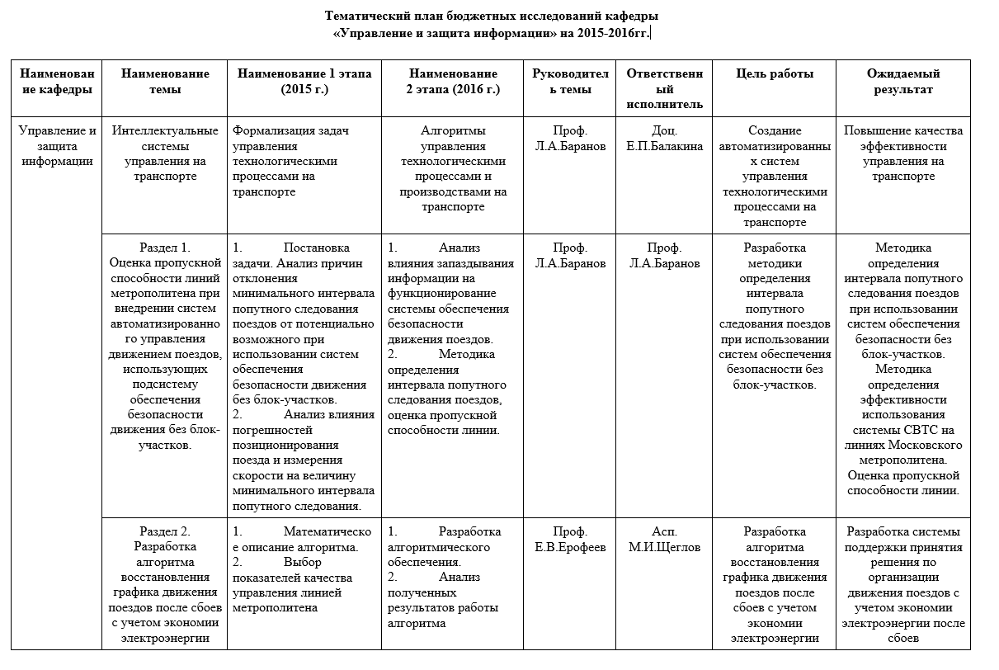 Тематический план бюджетных исследований кафедры
«Управление и защита информации» на 2015-2016гг.
Наименован
ие кафедры
Наименование
темы
Наименование 1 этапа
(2015 г.)
Наименование
2 этапа (2016 г.)
Руководител
ь темы
Ответственн
ый
исполнитель
Цель работы
Ожидаемый
результат
Управление и
защита
информации
Интеллектуальные
системы
управления на
транспорте
Формализация задач
управления
технологическими
процессами на
транспорте
Алгоритмы
управления
технологическими
процессами и
производствами на
транспорте
Проф.
Л.А.Баранов
Доц.
Е.П.Балакина
Создание
автоматизированны
х систем
управления
технологическими
процессами на
транспорте
Повышение качества
эффективности
управления на
транспорте
Раздел 1.
Оценка пропускной
способности линий
метрополитена при
внедрении систем
автоматизированно
го управления
движением поездов,
использующих
подсистему
обеспечения
безопасности
движения без блок-
участков.
1. Постановка
задачи. Анализ причин
отклонения
минимального интервала
попутного следования
поездов от потенциально
возможного при
использовании систем
обеспечения
безопасности движения
без блок-участков.
2. Анализ влияния
погрешностей
позиционирования
поезда и измерения
скорости на величину
минимального интервала
попутного следования.
1. Анализ
влияния запаздывания
информации на
функционирование
системы обеспечения
безопасности
движения поездов.
2. Методика
определения
интервала попутного
следования поездов,
оценка пропускной
способности линии.
Проф.
Л.А.Баранов
Проф.
Л.А.Баранов
Разработка
методики
определения
интервала
попутного
следования поездов
при использовании
систем обеспечения
безопасности без
блок-участков.
Методика
определения
интервала попутного
следования поездов
при использовании
систем обеспечения
безопасности без
блок-участков.
Методика
определения
эффективности
использования
системы СВТС на
линиях Московского
метрополитена.
Оценка пропускной
способности линии.
Раздел 2.
Разработка
алгоритма
восстановления
графика движения
поездов после сбоев
с учетом экономии
электроэнергии
1. Математическо
е описание алгоритма.
2. Выбор
показателей качества
управления линией
метрополитена
1. Разработка
алгоритмического
обеспечения.
2. Анализ
полученных
результатов работы
алгоритма
Проф.
Е.В.Ерофеев
Асп.
М.И.Щеглов
Разработка
алгоритма
восстановления
графика движения
поездов после
сбоев с учетом
экономии
электроэнергии
Разработка системы
поддержки принятия
решения по
организации
движения поездов с
учетом экономии
электроэнергии после
сбоев